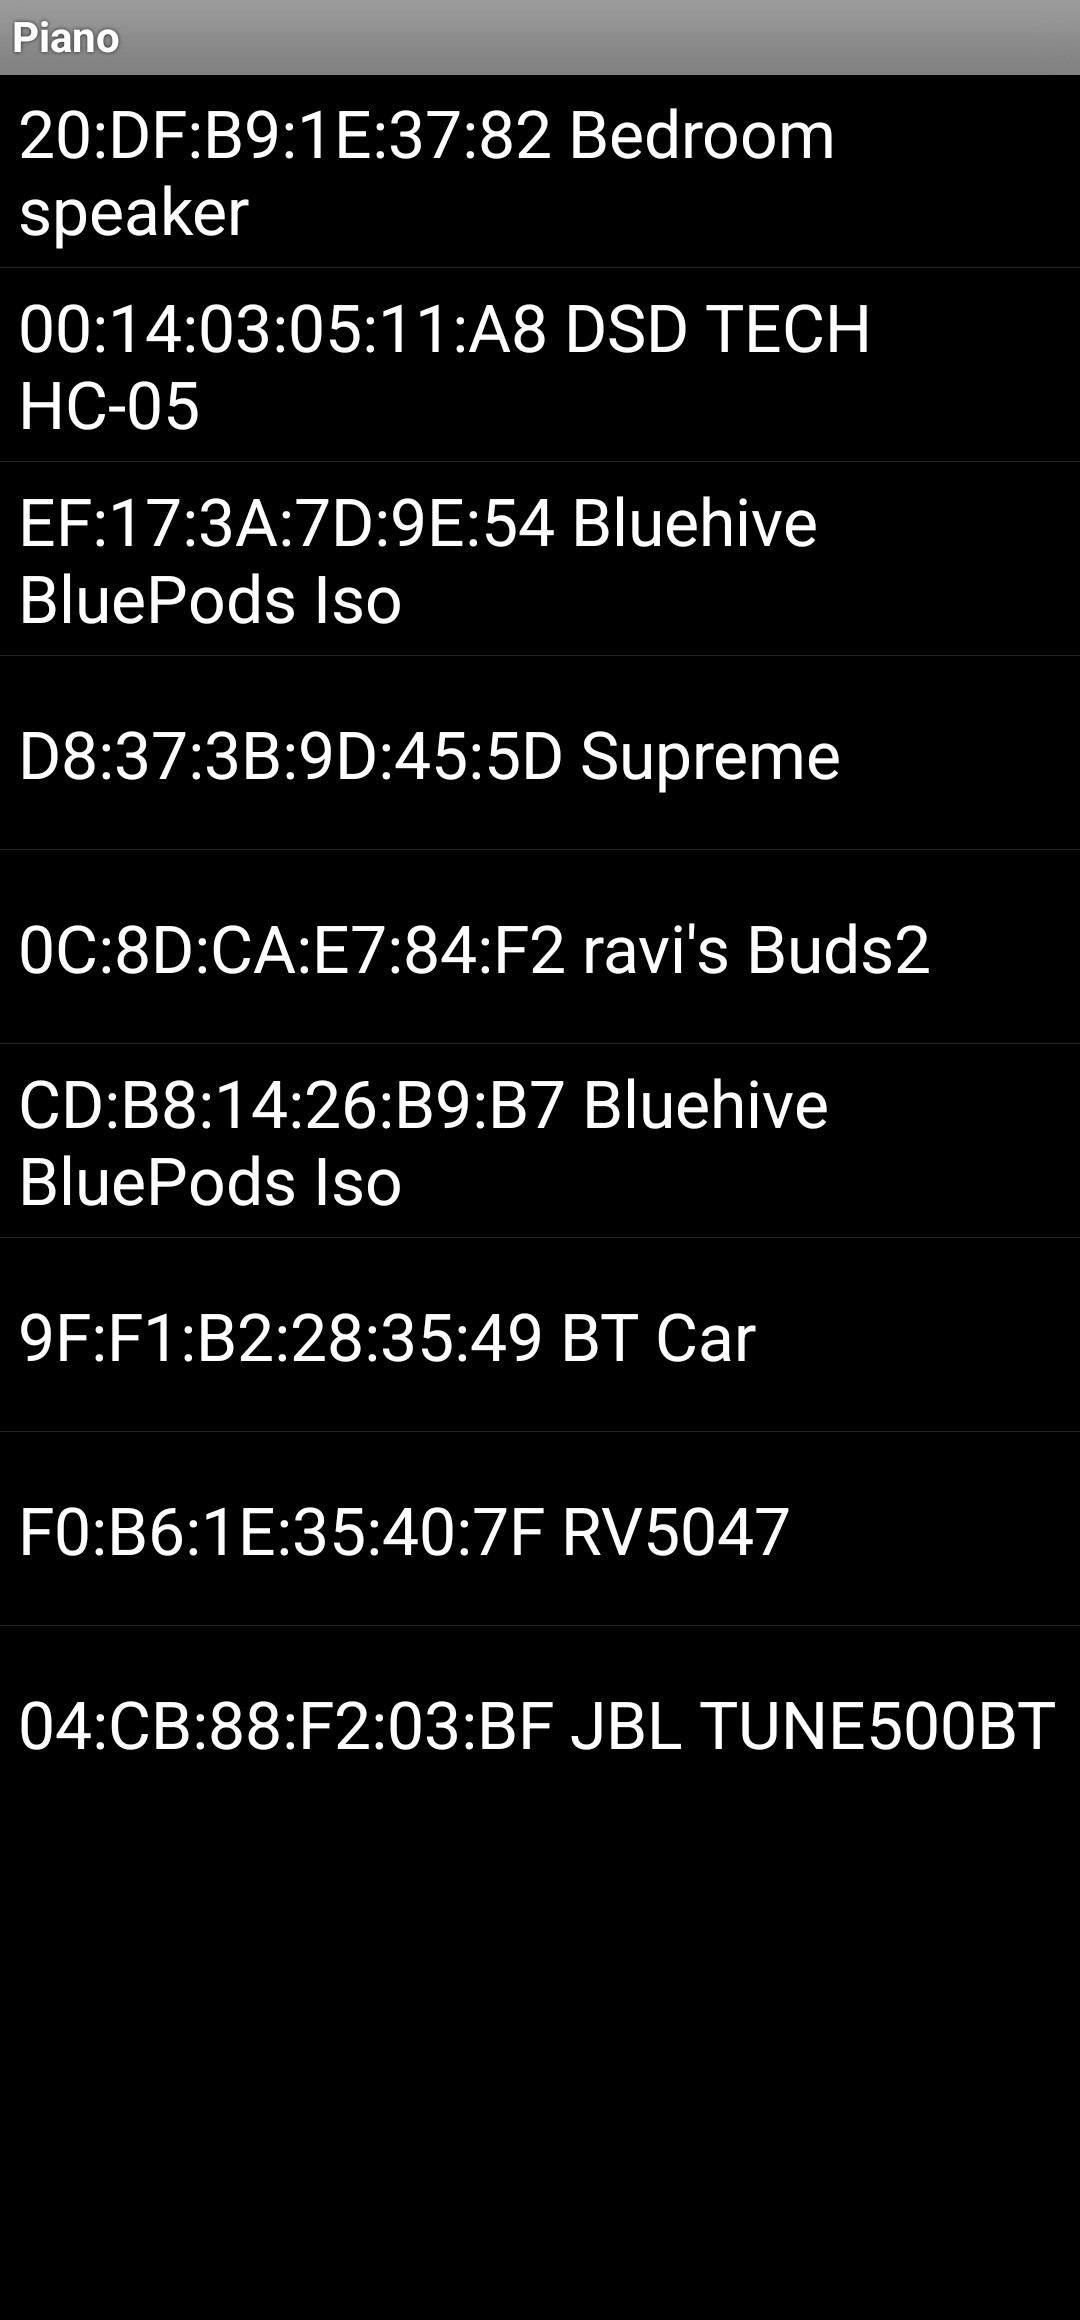 Piano
20:DF:B9:1E:37:82 Bedroom
speaker
00:14:03:05:11:A8 DSD TECH
HC-05
EF:17:3A:7D:9E:54 Bluehive
BluePods Iso
D8:37:3B:9D:45:5D Supreme
0C:8D:CA:E7:84:F2 ravi's Buds2
CD:B8:14:26:B9:B7 Bluehive
BluePods Iso
9F:F1:B2:28:35:49 BT Car
F0:B6:1E:35:40:7F RV5047
04:CB:88:F2:03:BF JBL TUNE500BT